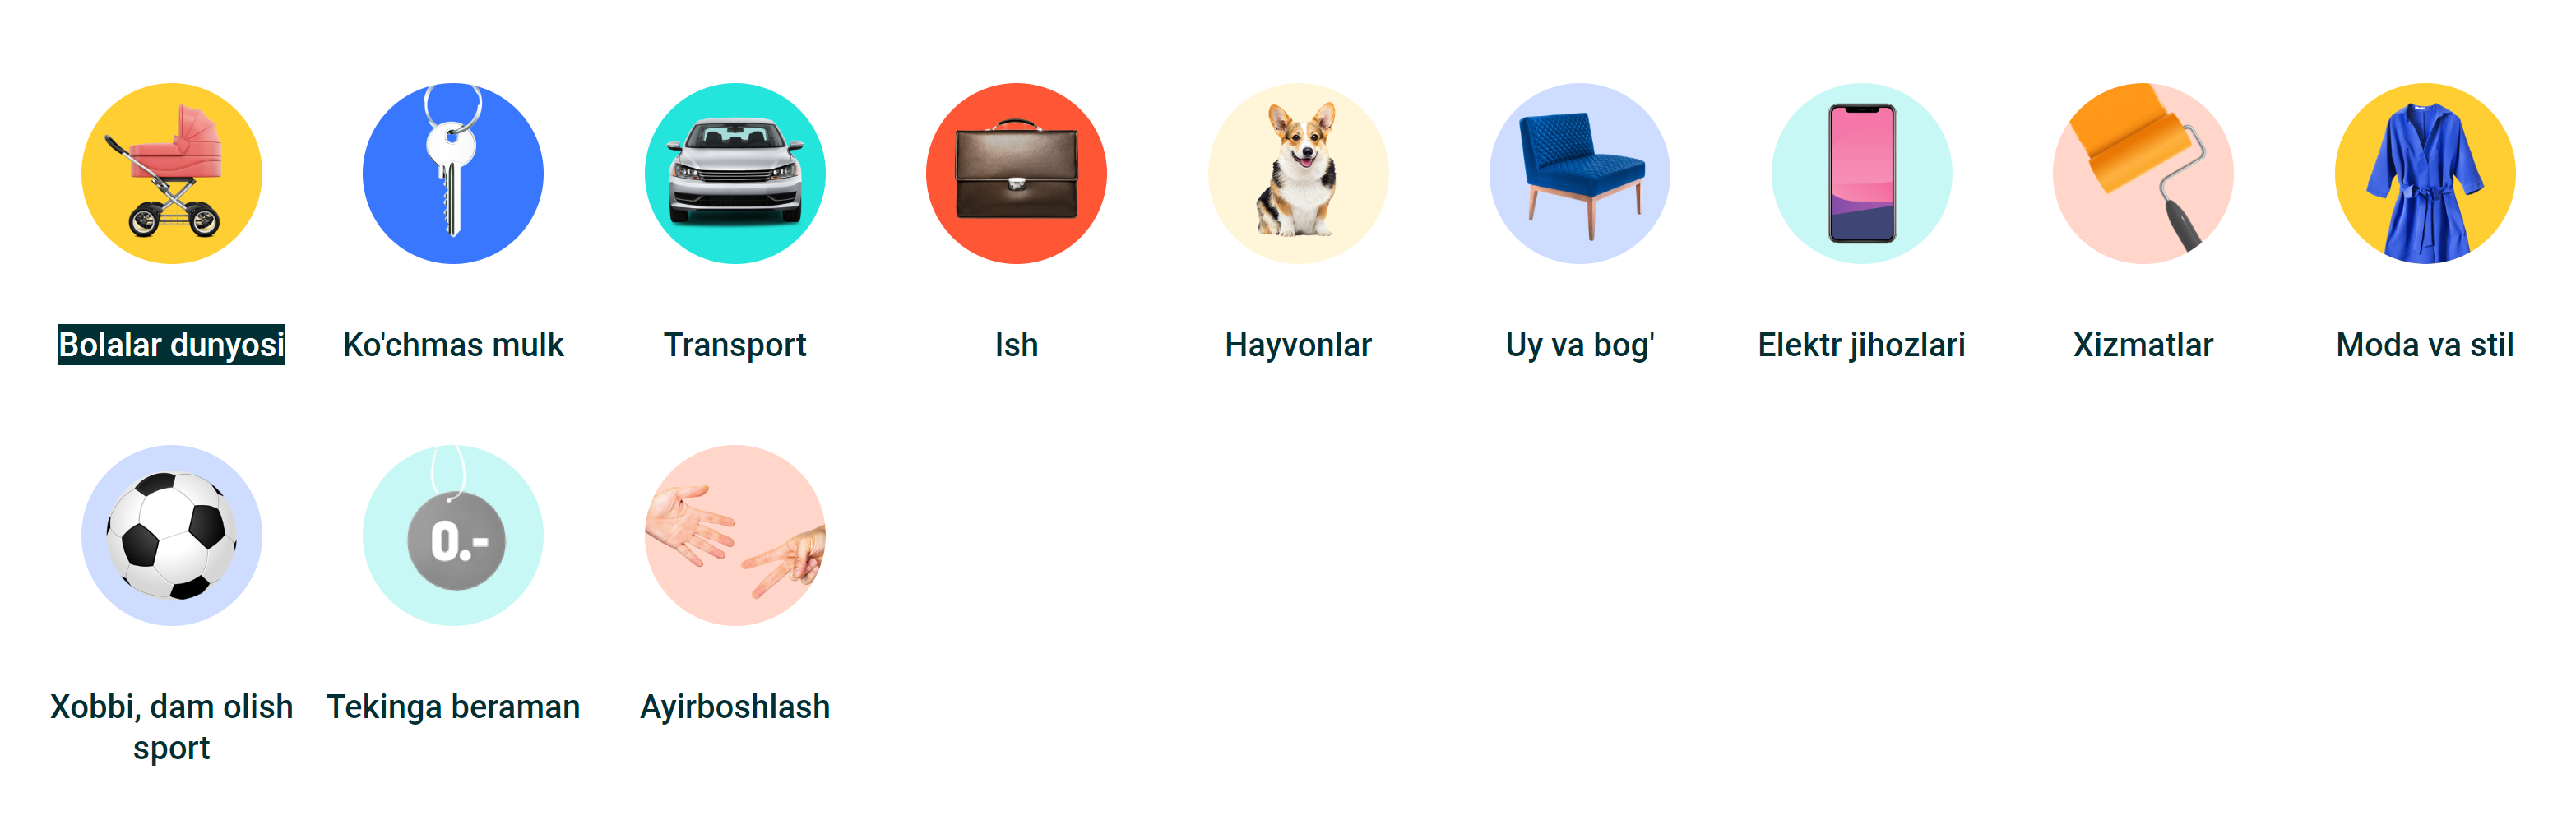 Bolalar dunyosi
Ko'chmas mulk
Transport
Ish
Hayvonlar
Uy va bog'
Elektr jihozlari
Xizmatlar
Moda va stil
0.-
Xobbi, dam olish
sport
Tekinga beraman
Ayirboshlash